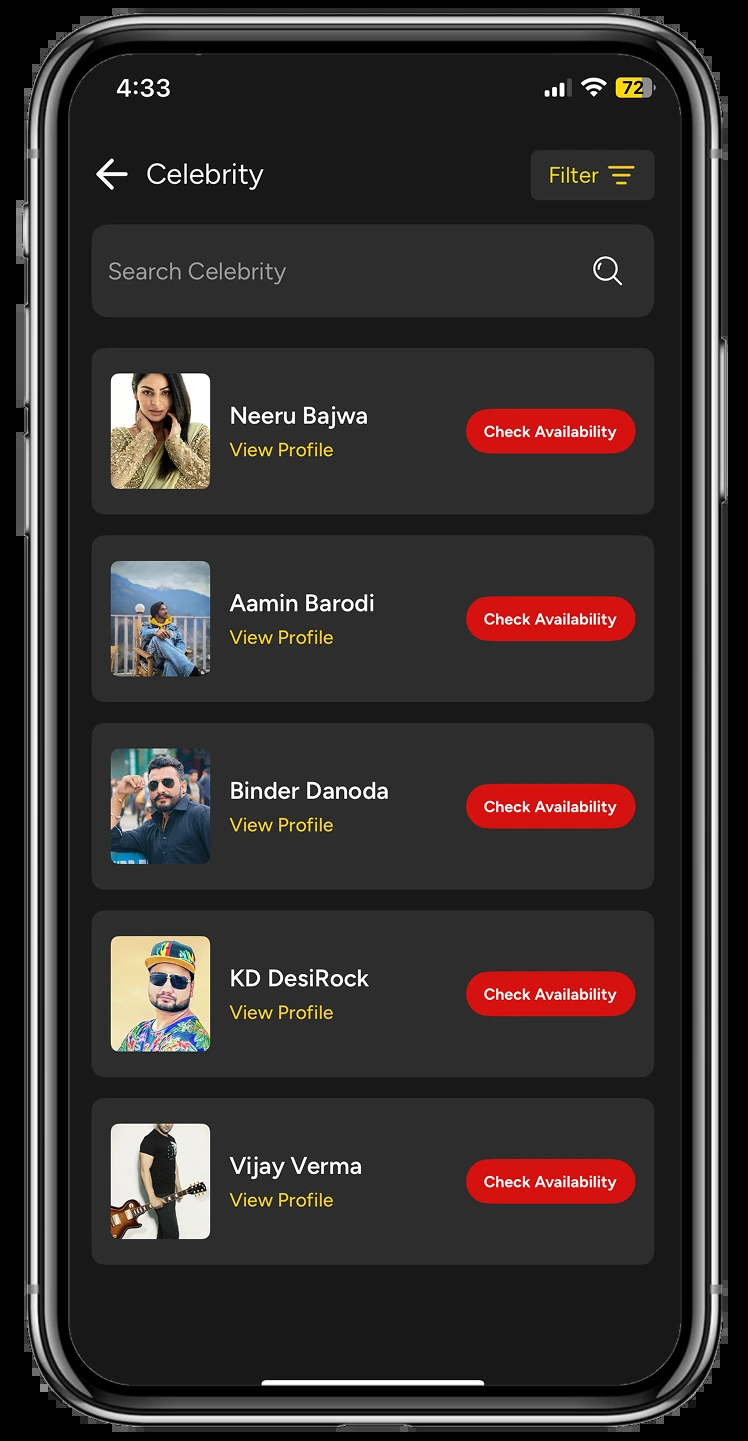 4:33
72
Celebrity
Filter
Search Celebrity
Neeru Bajwa
View Profile
Check Availability
Aamin Barodi
View Profile
Check Availability
Binder Danoda
View Profile
Check Availability
KD DesiRock
View Profile
Check Availability
Vijay Verma
View Profile
Check Availability